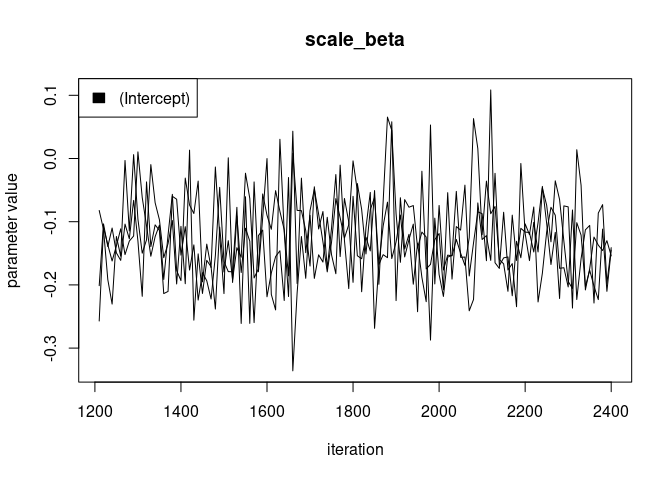 scale_beta
(Intercept)
parameter value
0.1
0.0
-0.1
-0.2
-0.3
1200 1400 1600 1800 2000 2200 2400
iteration